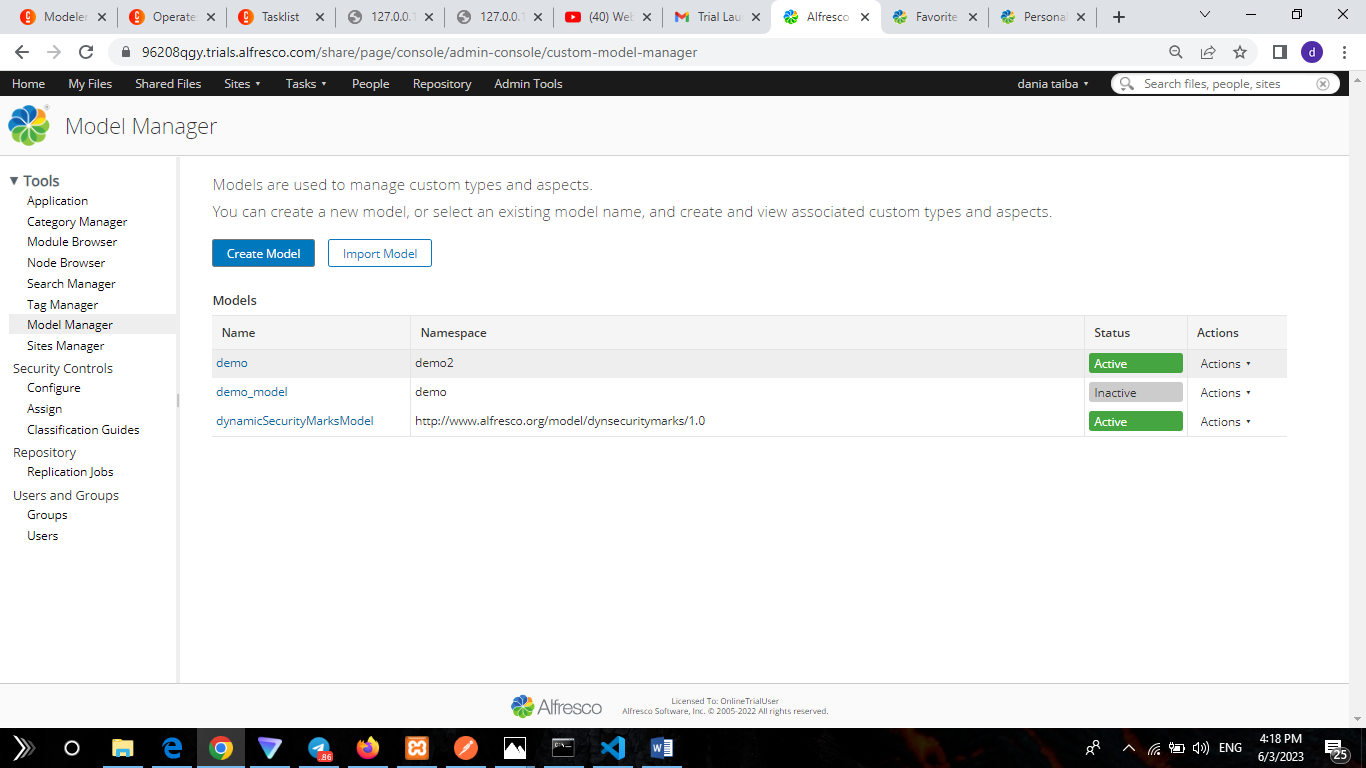 Modeler
Operate
Tasklist
127.0.0.1
127.0.0.1
(40) Web
Trial Lau
Alfresco
Favorite
Personal
96208qgy.trials.alfresco.com/share/page/console/admin-console/custom-model-manager
d
Home My Files Shared Files Sites Tasks People Repository Admin Tools dania taiba Search files, people, sites
Model Manager
Tools
Application
Category Manager
Module Browser
Node Browser
Search Manager
Tag Manager
Model Manager
Sites Manager
Security Controls
Configure
Assign
Classification Guides
Repository
Replication Jobs
Users and Groups
Groups
Users
Models are used to manage custom types and aspects.
You can create a new model, or select an existing model name, and create and view associated custom types and aspects.
Create Model Import Model
Models
Name Namespace Status Actions
demo demo2 Active Actions
demo_model demo Inactive Actions
dynamicSecurityMarksModel http://www.alfresco.org/model/dynsecuritymarks/1.0 Active Actions
Alfresco
Licensed To: OnlineTrialUser
Alfresco Software, Inc. © 2005-2022 All rights reserved.
.86
ENG
4:18 PM
6/3/2023
25